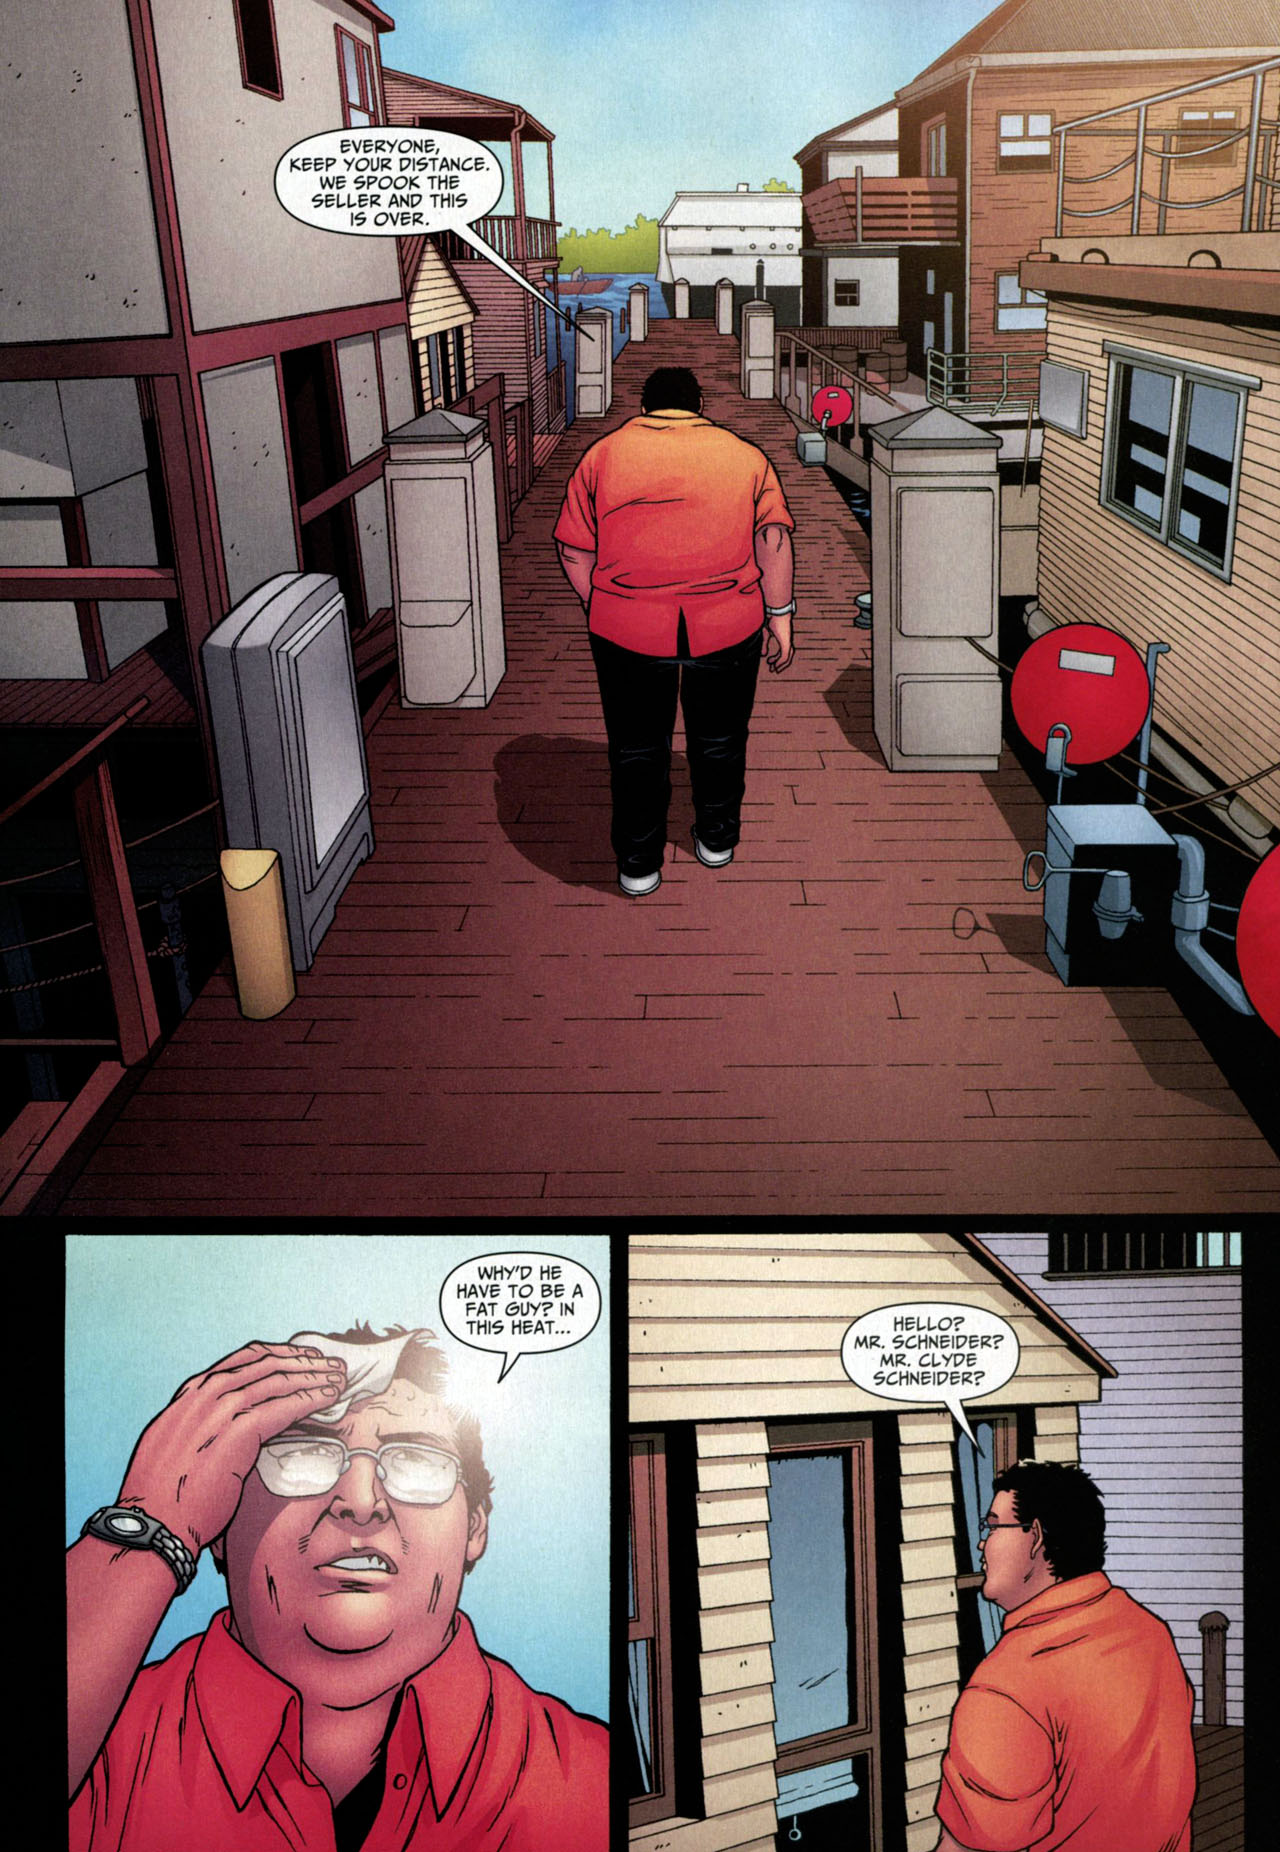 EVERYONE,
KEEP YOUR DISTANCE.
WE SPOOK THE
SELLER AND THIS
IS OVER.
WHY'D HE
HAVE TO BE A
FAT GUY? IN
THIS HEAT...
HELLO?
MR. SCHNEIDER?
MR. CLYDE
SCHNEIDER?